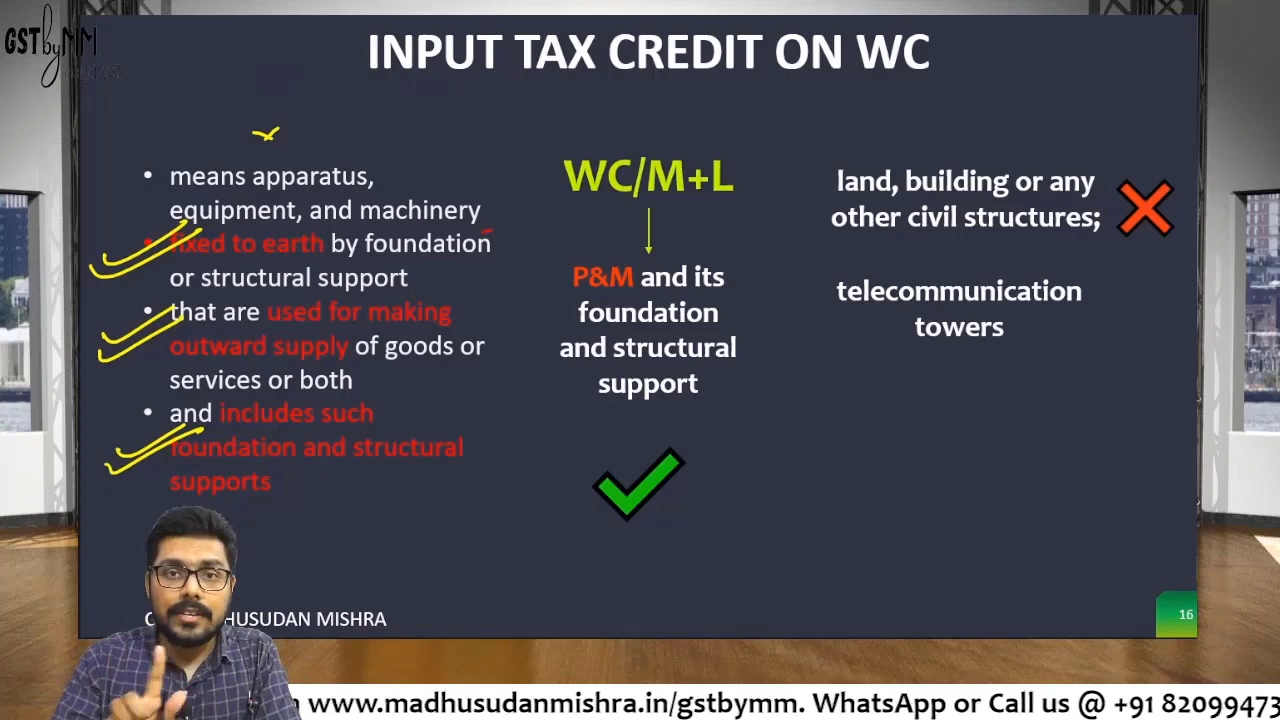 GST by MM
INPUT TAX CREDIT ON WC
• means apparatus,
equipment, and machinery
• fixed to earth by foundation
or structural support
• that are used for making
outward supply of goods or
services or both
• and includes such
foundation and structural
supports
WC/M+L
P&M and its
foundation
and structural
support
land, building or any
other civil structures;
telecommunication
towers
HUSUDAN MISHRA
16
www.madhusudanmishra.in/gstbymm. WhatsApp or Call us @ +91 82099473